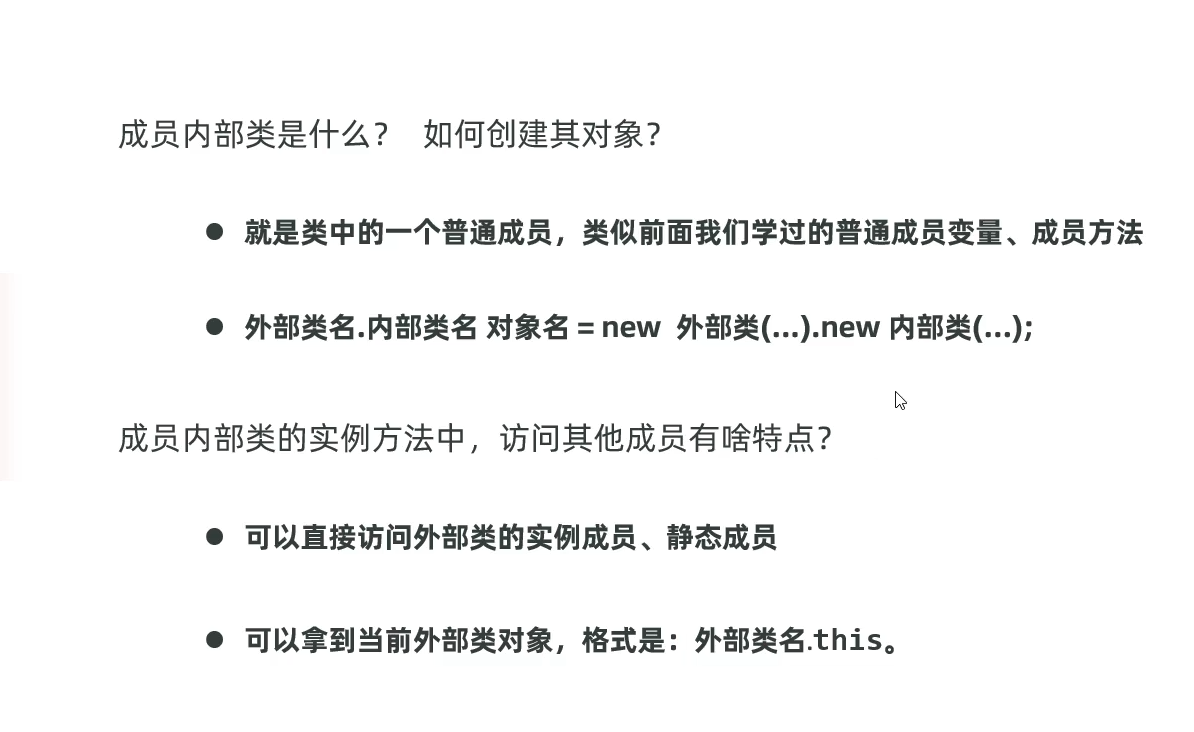 成员内部类是什么? 如何创建其对象?
● 就是类中的一个普通成员，类似前面我们学过的普通成员变量、成员方法
● 外部类名.内部类名 对象名 = new 外部类(…).new 内部类(…);
成员内部类的实例方法中，访问其他成员有啥特点?
● 可以直接访问外部类的实例成员、静态成员
● 可以拿到当前外部类对象，格式是：外部类名.this。